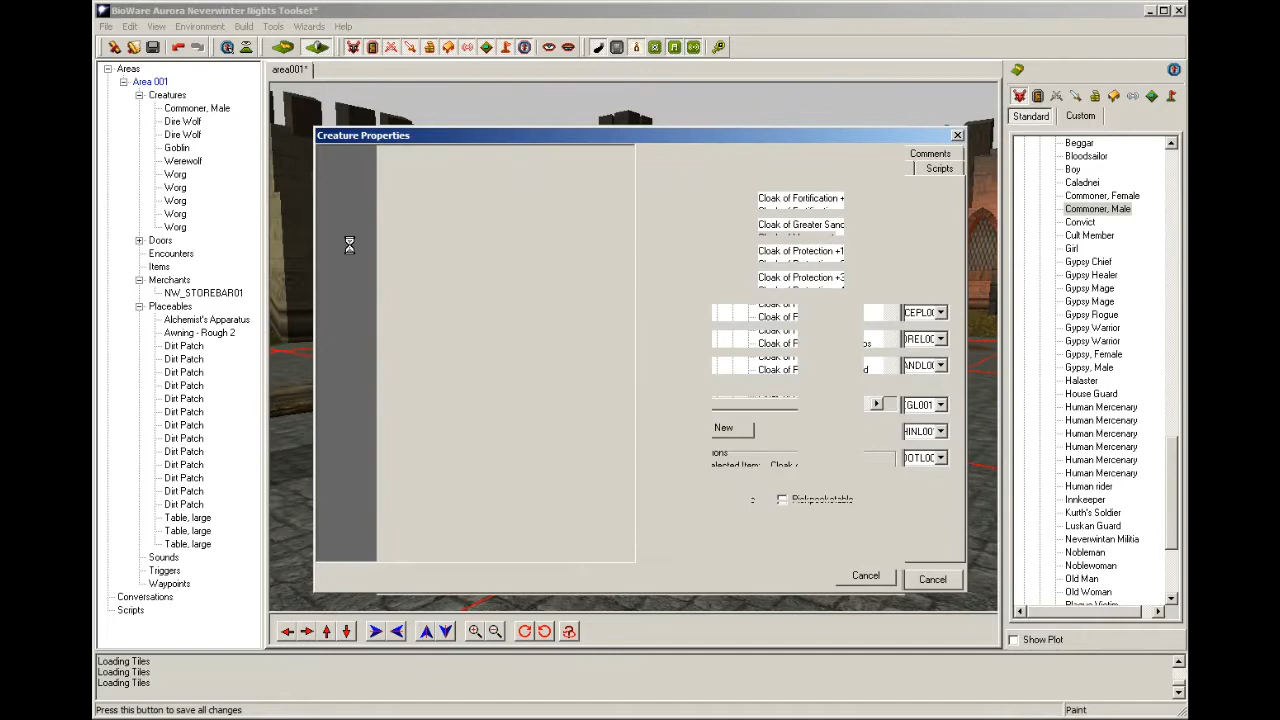 BioWare Aurora Neverwinter Nights Toolset*
File Edit View Environment Build Tools Wizards Help
area001*
Areas
Area 001
Creatures
Commoner, Male
Dire Wolf
Dire Wolf
Goblin
Werewolf
Worg
Worg
Worg
Worg
Worg
Doors
Encounters
Items
Merchants
NW_STOREBAR01
Placeables
Alchemist's Apparatus
Awning - Rough 2
Dirt Patch
Dirt Patch
Dirt Patch
Dirt Patch
Dirt Patch
Dirt Patch
Dirt Patch
Dirt Patch
Dirt Patch
Dirt Patch
Dirt Patch
Dirt Patch
Dirt Patch
Table, large
Table, large
Table, large
Sounds
Triggers
Waypoints
Conversations
Scripts
Creature Properties
Comments
Scripts
Cloak of Fortification +
Cloak of Greater Sanc
Cloak of Protection +1
Cloak of Protection +3
Cloak of F
Cloak of F
Cloak of F
Cloak of F
New
Pickpocketable
Cancel
Cancel
Standard Custom
Beggar
Bloodsailor
Boy
Caladnei
Commoner, Female
Commoner, Male
Convict
Cult Member
Girl
Gypsy Chief
Gypsy Healer
Gypsy Mage
Gypsy Mage
Gypsy Rogue
Gypsy Warrior
Gypsy Warrior
Gypsy, Female
Gypsy, Male
Halaster
House Guard
Human Mercenary
Human Mercenary
Human Mercenary
Human Mercenary
Human Mercenary
Human Mercenary
Human rider
Innkeeper
Kurth's Soldier
Luskan Guard
Neverwintan Militia
Nobleman
Noblewoman
Old Man
Old Woman
Plague Victim
Show Plot
Loading Tiles
Loading Tiles
Loading Tiles
Press this button to save all changes
Paint